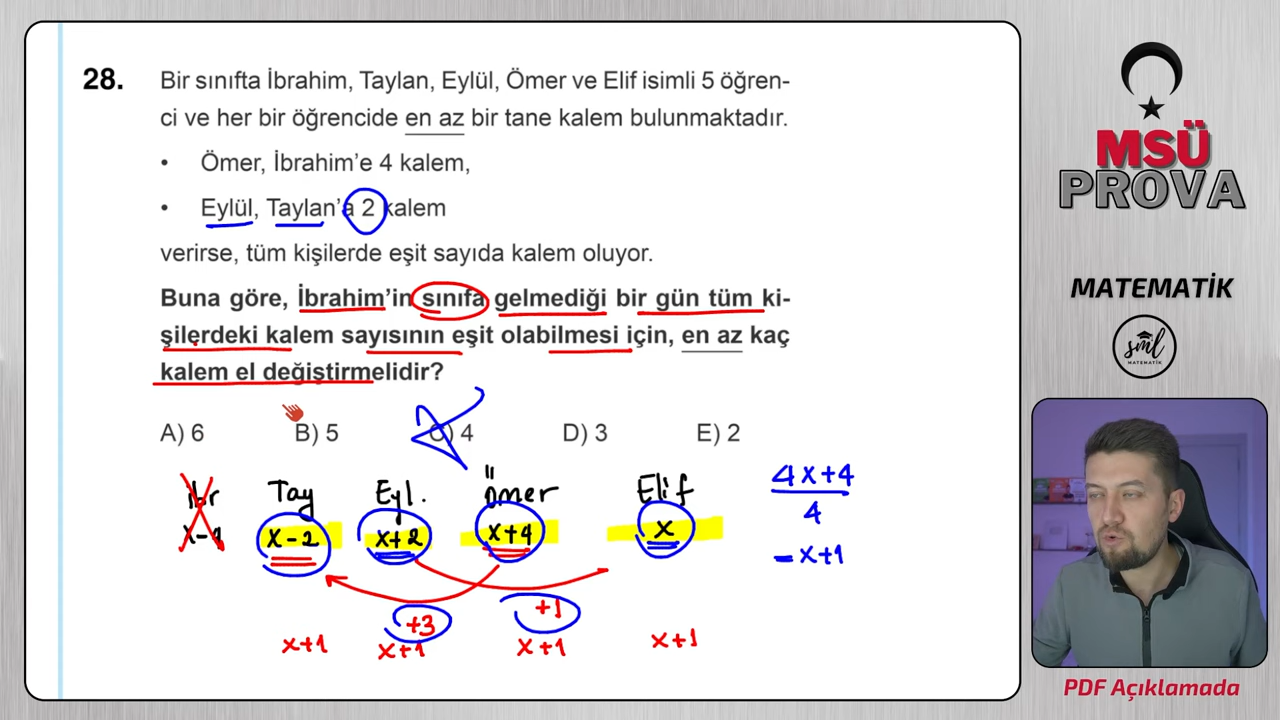 28. Bir sınıfta İbrahim, Taylan, Eylül, Ömer ve Elif isimli 5 öğren-
ci ve her bir öğrencide en az bir tane kalem bulunmaktadır.
• Ömer, İbrahim'e 4 kalem,
• Eylül, Taylan'a 2 kalem
verirse, tüm kişilerde eşit sayıda kalem oluyor.
Buna göre, İbrahim'in sınıfa gelmediği bir gün tüm ki-
şilerdeki kalem sayısının eşit olabilmesi için, en az kaç
kalem el değiştirmelidir?
A) 6 B) 5 C) 4 D) 3 E) 2
İbr Tay Eyl. Ömer Elif
x-4 x-2 x+2 x+4 x
+3 +1
x+1 x+1 x+1 x+1
4x+4
4
= x+1
MSÜ
PROVA
MATEMATİK
sml
MATEMATİK
PDF Açıklamada